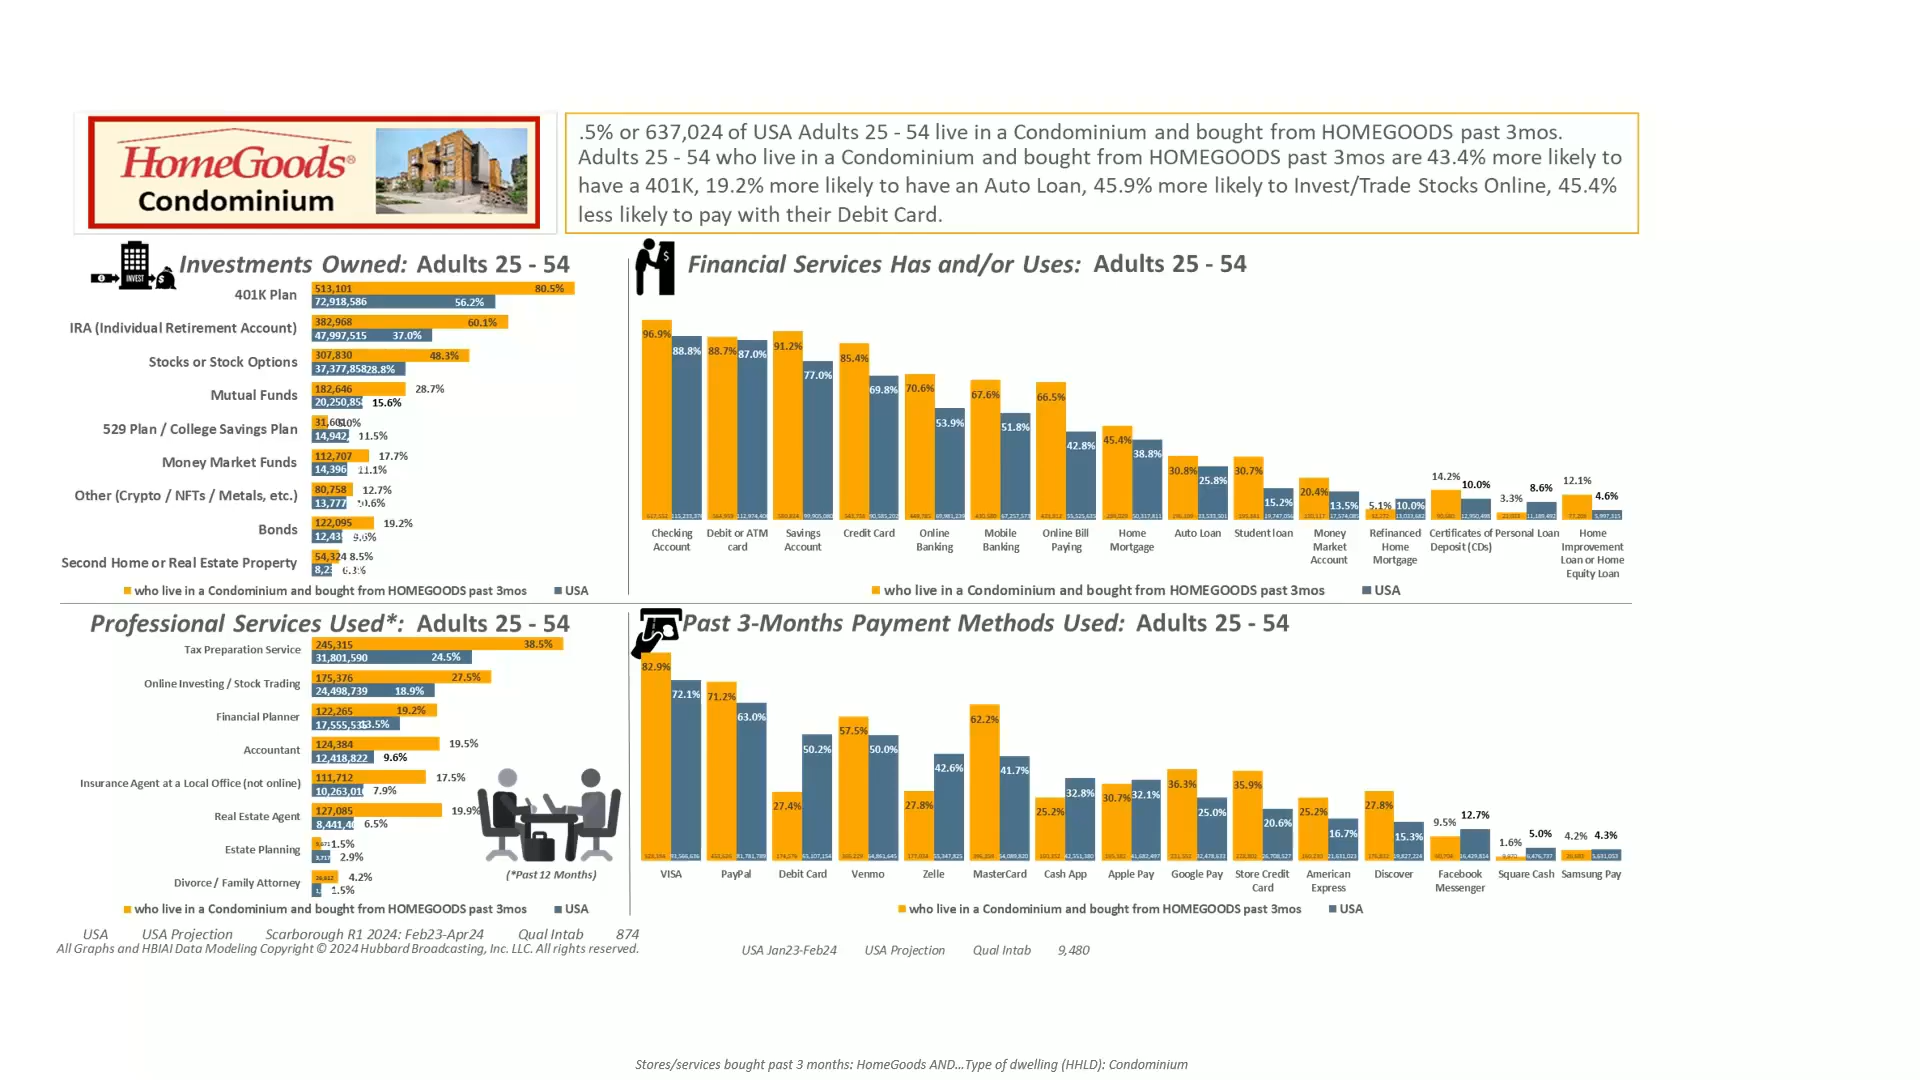 HomeGoods®
Condominium
.5% or 637,024 of USA Adults 25 - 54 live in a Condominium and bought from HOMEGOODS past 3mos.
Adults 25 - 54 who live in a Condominium and bought from HOMEGOODS past 3mos are 43.4% more likely to
have a 401K, 19.2% more likely to have an Auto Loan, 45.9% more likely to Invest/Trade Stocks Online, 45.4%
less likely to pay with their Debit Card.
INVEST
Investments Owned: Adults 25 - 54
401K Plan
513,101 80.5%
72,918,586 56.2%
IRA (Individual Retirement Account)
382,968 60.1%
47,997,515 37.0%
Stocks or Stock Options
307,830 48.3%
37,377,858 28.8%
Mutual Funds
182,646 28.7%
15.6%
529 Plan / College Savings Plan
14,942, 11.5%
Money Market Funds
112,707 17.7%
14,396 11.1%
Other (Crypto / NFTs / Metals, etc.)
80,758 12.7%
13,777
Bonds
122,095 19.2%
9.6%
Second Home or Real Estate Property
54,324 8.5%
6.3%
who live in a Condominium and bought from HOMEGOODS past 3mos USA
Financial Services Has and/or Uses: Adults 25 - 54
96.9% 88.8%
88.7% 87.0%
91.2% 77.0%
85.4% 69.8%
70.6% 53.9%
67.6% 51.8%
66.5% 42.8%
45.4% 38.8%
30.8% 25.8%
30.7% 15.2%
20.4% 13.5%
5.1% 10.0%
14.2% 10.0%
3.3% 8.6%
12.1% 4.6%
Checking Account
Debit or ATM card
Savings Account
Credit Card
Online Banking
Mobile Banking
Online Bill Paying
Home Mortgage
Auto Loan
Student loan
Money Market Account
Refinanced Home Mortgage
Certificates of Deposit (CDs)
Personal Loan
Home Improvement Loan or Home Equity Loan
who live in a Condominium and bought from HOMEGOODS past 3mos USA
Professional Services Used*: Adults 25 - 54
Tax Preparation Service
245,315 38.5%
31,801,590 24.5%
Online Investing / Stock Trading
175,376 27.5%
24,498,739 18.9%
Financial Planner
122,265 19.2%
13.5%
Accountant
124,384 19.5%
12,418,822 9.6%
Insurance Agent at a Local Office (not online)
111,712 17.5%
7.9%
Real Estate Agent
127,085 19.9%
6.5%
Estate Planning
1.5%
2.9%
Divorce / Family Attorney
4.2%
1.5%
(*Past 12 Months)
who live in a Condominium and bought from HOMEGOODS past 3mos USA
Past 3-Months Payment Methods Used: Adults 25 - 54
82.9% 72.1%
71.2% 63.0%
27.4% 50.2%
57.5% 50.0%
27.8% 42.6%
62.2% 41.7%
25.2% 32.8%
30.7% 32.1%
36.3% 25.0%
35.9% 20.6%
25.2% 16.7%
27.8% 15.3%
9.5% 12.7%
1.6% 5.0%
4.2% 4.3%
VISA
PayPal
Debit Card
Venmo
Zelle
MasterCard
Cash App
Apple Pay
Google Pay
Store Credit Card
American Express
Discover
Facebook Messenger
Square Cash
Samsung Pay
who live in a Condominium and bought from HOMEGOODS past 3mos USA
USA USA Projection Scarborough R1 2024: Feb23-Apr24 Qual Intab 874
All Graphs and HBIAI Data Modeling Copyright © 2024 Hubbard Broadcasting, Inc. LLC. All rights reserved.
USA Jan23-Feb24 USA Projection Qual Intab 9,480
Stores/services bought past 3 months: HomeGoods AND...Type of dwelling (HHLD): Condominium